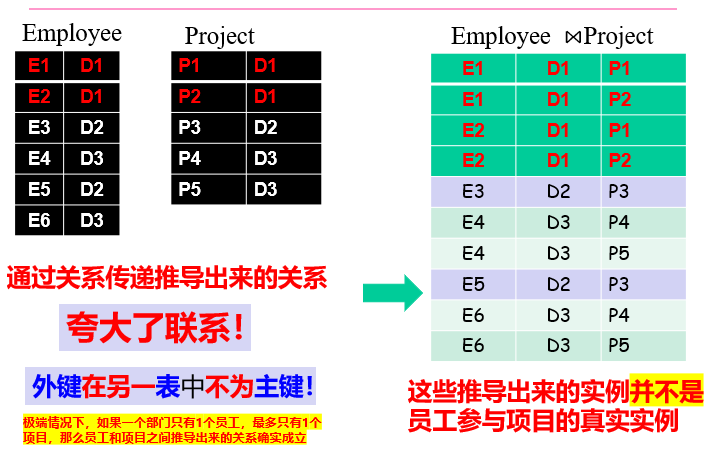 Employee
Project
E1 D1
E2 D1
E3 D2
E4 D3
E5 D2
E6 D3
P1 D1
P2 D1
P3 D2
P4 D3
P5 D3
Employee ⋈Project
E1 D1 P1
E1 D1 P2
E2 D1 P1
E2 D1 P2
E3 D2 P3
E4 D3 P4
E4 D3 P5
E5 D2 P3
E6 D3 P4
E6 D3 P5
通过关系传递推导出来的关系
夸大了联系！
外键在另一表中不为主键！
极端情况下，如果一个部门只有1个员工，最多只有1个
项目，那么员工和项目之间推导出来的关系确实成立
这些推导出来的实例并不是
员工参与项目的真实实例